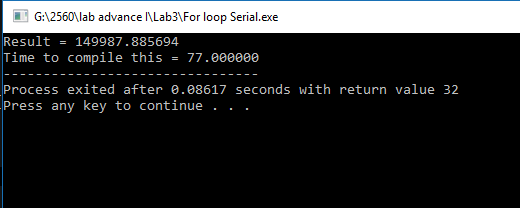 G:\2560\lab advance I\Lab3\For loop Serial.exe
Result = 149987.885694
Time to compile this = 77.000000
--------------------------------
Process exited after 0.08617 seconds with return value 32
Press any key to continue . . .